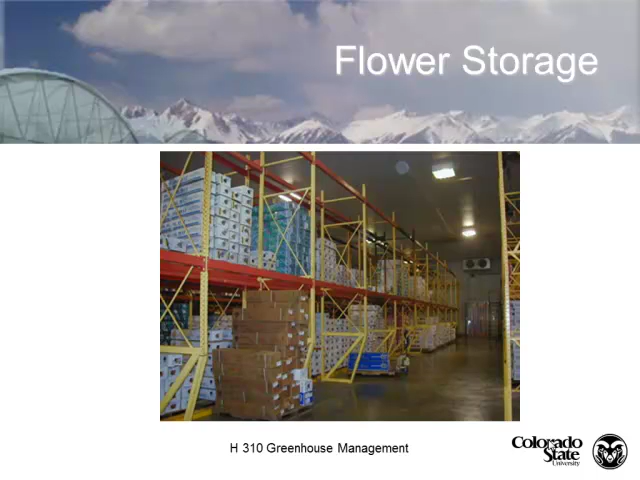 Flower Storage
H 310 Greenhouse Management
Colorado
State
University